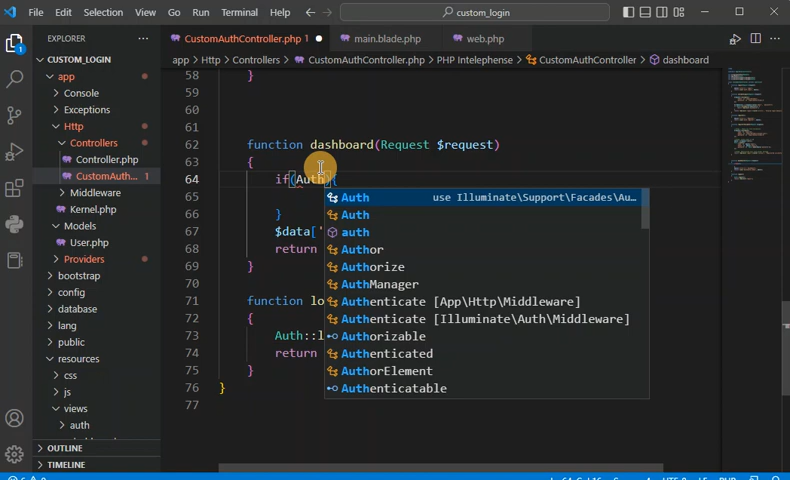 File Edit Selection View Go Run Terminal Help custom_login
EXPLORER
CustomAuthController.php 1 main.blade.php web.php
app > Http > Controllers > CustomAuthController.php > PHP Intelephense > CustomAuthController > dashboard
CUSTOM_LOGIN
app
Console
Exceptions
Http
Controllers
Controller.php
CustomAuth... 1
Middleware
Kernel.php
Models
User.php
Providers
bootstrap
config
database
lang
public
resources
css
js
views
auth
OUTLINE
TIMELINE
58 }
59
60
61
62 function dashboard(Request $request)
63 {
64 if(Auth){
65
66 }
67 $data['
68 return
69 }
70
71 function lo
72 {
73 Auth::l
74 return
75 }
76 }
77
Auth use Illuminate\Support\Facades\Au…
Auth
auth
Author
Authorize
AuthManager
Authenticate [App\Http\Middleware]
Authenticate [Illuminate\Auth\Middleware]
Authorizable
Authenticated
AuthorElement
Authenticatable